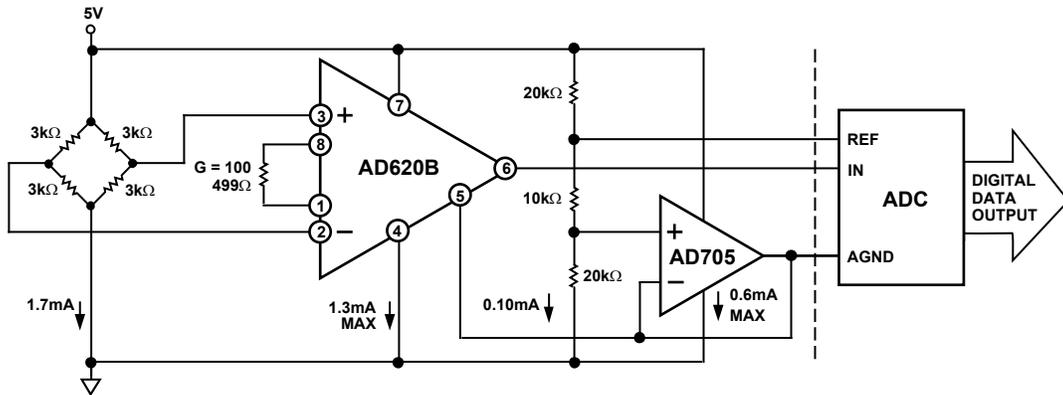 5V
3kΩ
3kΩ
3kΩ
3kΩ
1.7mA
G = 100
499Ω
3
8
1
2
+
−
AD620B
7
6
5
4
1.3mA
MAX
20kΩ
10kΩ
20kΩ
0.10mA
+
−
AD705
0.6mA
MAX
REF
IN
AGND
ADC
DIGITAL
DATA
OUTPUT